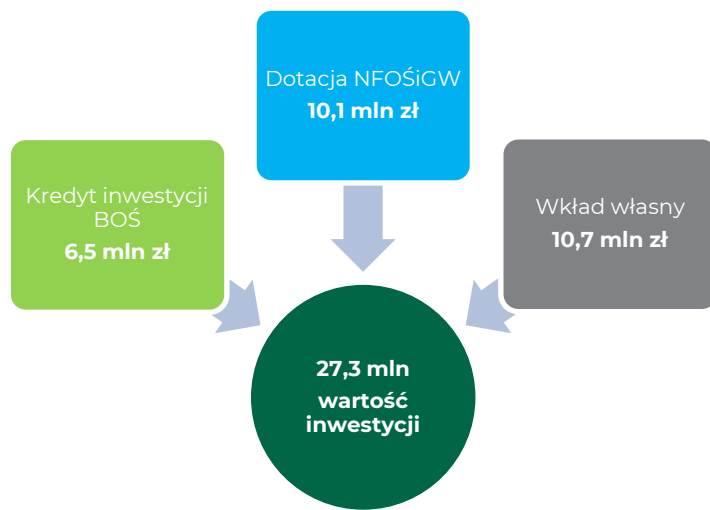 Dotacja NFOŚiGW
10,1 mln zł
Kredyt inwestycji
BOŚ
6,5 mln zł
Wkład własny
10,7 mln zł
27,3 mln
wartość
inwestycji